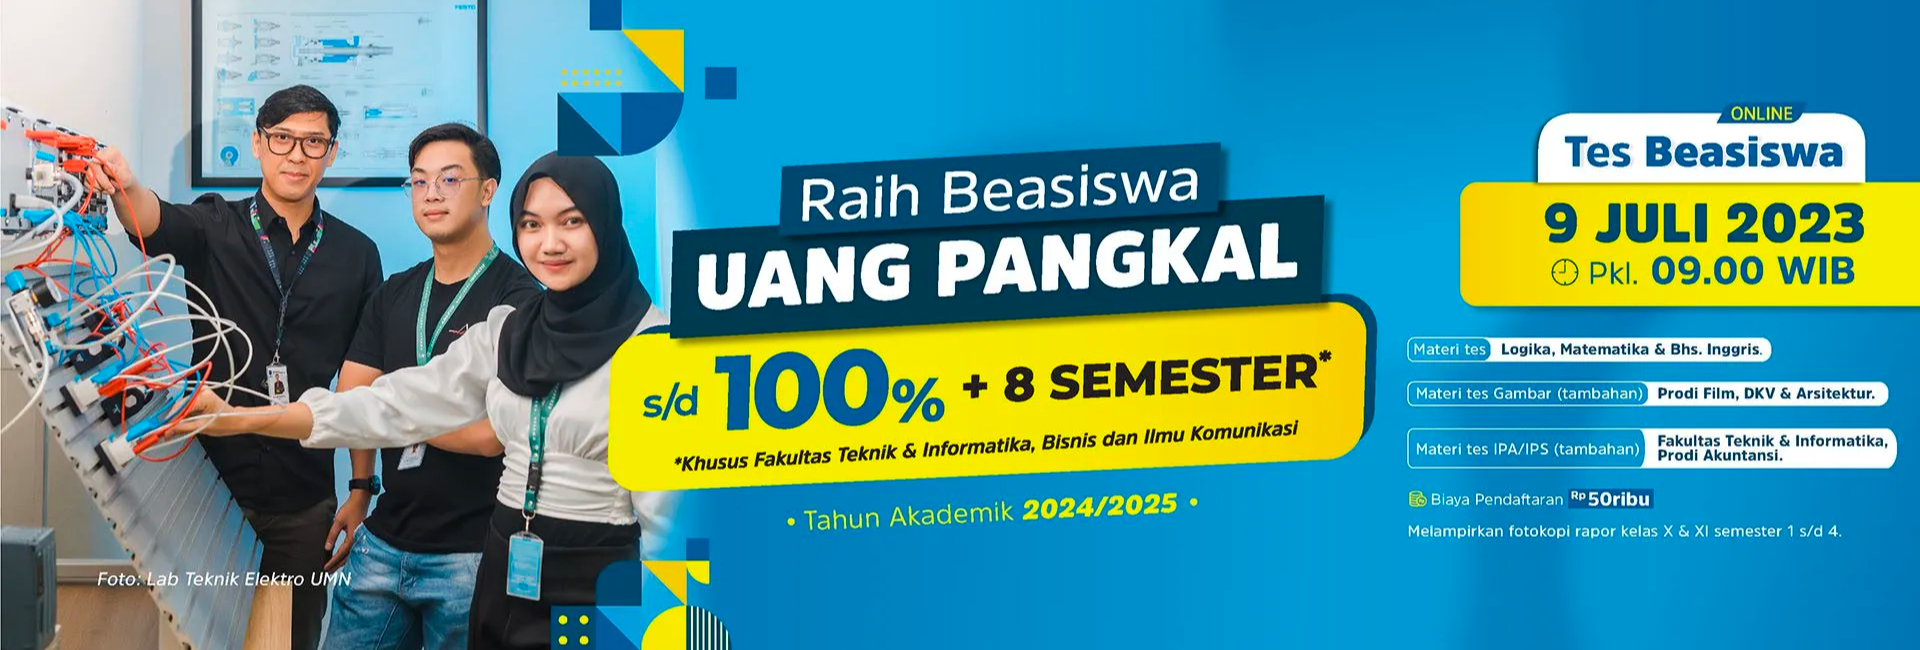 FESTO
Raih Beasiswa
UANG PANGKAL
s/d 100% + 8 SEMESTER*
*Khusus Fakultas Teknik & Informatika, Bisnis dan Ilmu Komunikasi
• Tahun Akademik 2024/2025 •
Foto: Lab Teknik Elektro UMN
ONLINE
Tes Beasiswa
9 JULI 2023
Pkl. 09.00 WIB
Materi tes Logika, Matematika & Bhs. Inggris.
Materi tes Gambar (tambahan) Prodi Film, DKV & Arsitektur.
Materi tes IPA/IPS (tambahan) Fakultas Teknik & Informatika,
Prodi Akuntansi.
Biaya Pendaftaran Rp50ribu
Melampirkan fotokopi rapor kelas X & XI semester 1 s/d 4.